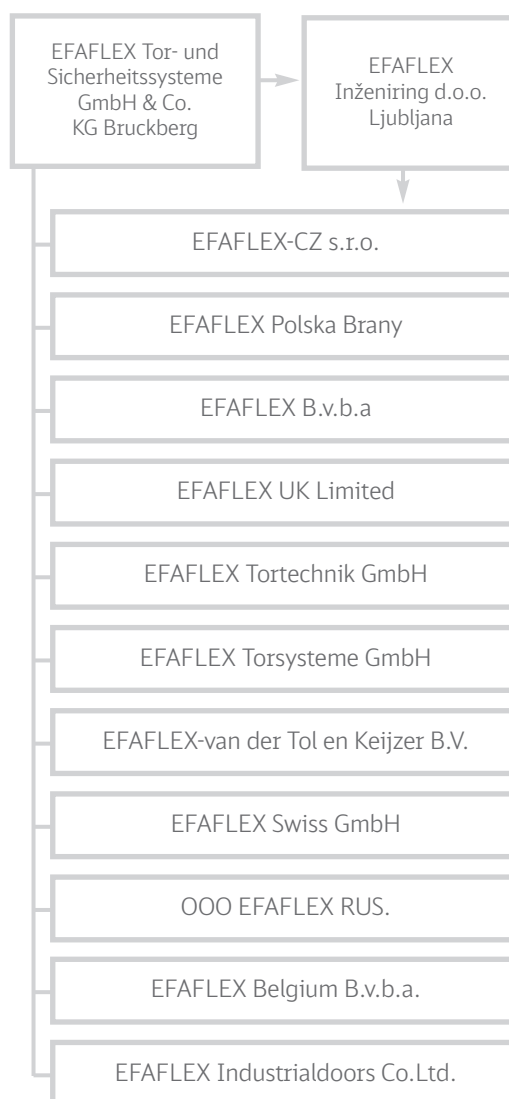 EFAFLEX Tor- und
Sicherheitssysteme
GmbH & Co.
KG Bruckberg
EFAFLEX
Inženiring d.o.o.
Ljubljana
EFAFLEX-CZ s.r.o.
EFAFLEX Polska Brany
EFAFLEX B.v.b.a
EFAFLEX UK Limited
EFAFLEX Tortechnik GmbH
EFAFLEX Torsysteme GmbH
EFAFLEX-van der Tol en Keijzer B.V.
EFAFLEX Swiss GmbH
OOO EFAFLEX RUS.
EFAFLEX Belgium B.v.b.a.
EFAFLEX Industrialdoors Co.Ltd.